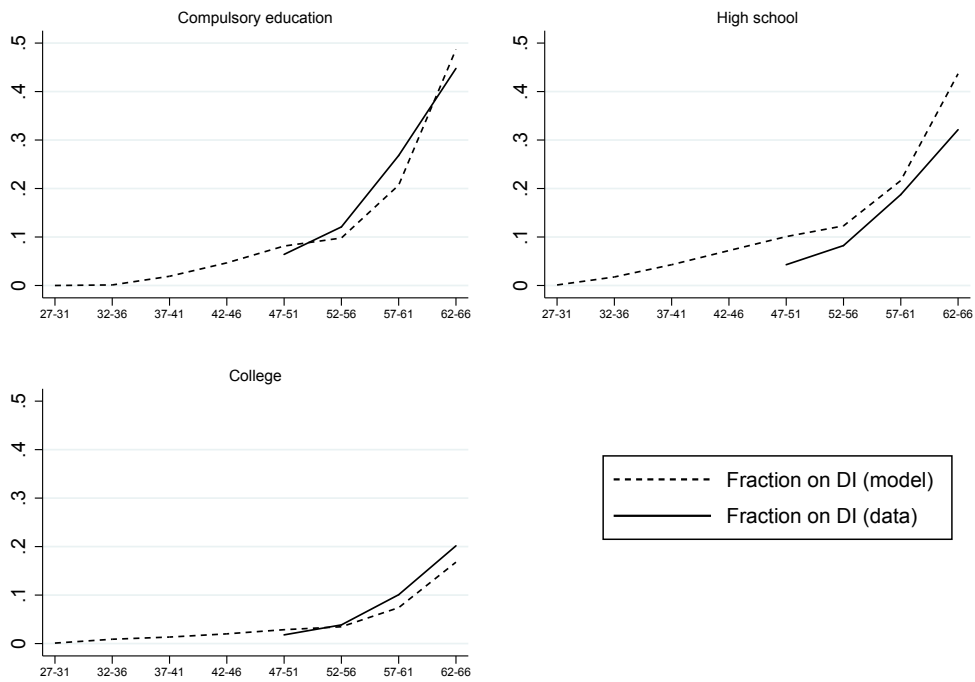 Compulsory education
.5
.4
.3
.2
.1
0
27-31 32-36 37-41 42-46 47-51 52-56 57-61 62-66
High school
.5
.4
.3
.2
.1
0
27-31 32-36 37-41 42-46 47-51 52-56 57-61 62-66
College
.5
.4
.3
.2
.1
0
27-31 32-36 37-41 42-46 47-51 52-56 57-61 62-66
Fraction on DI (model)
Fraction on DI (data)